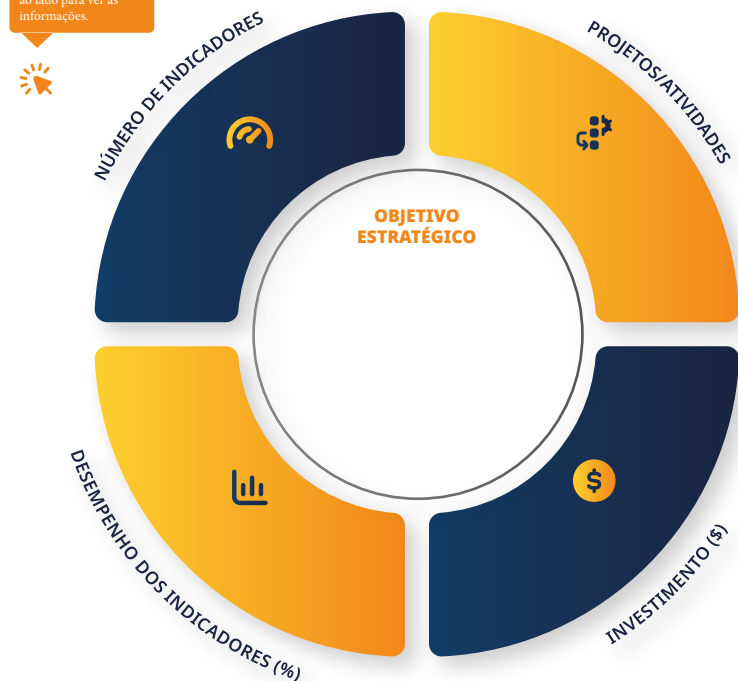 ao lado para ver as
informações.
NÚMERO DE INDICADORES
PROJETOS/ATIVIDADES
OBJETIVO
ESTRATÉGICO
$
DESEMPENHO DOS INDICADORES (%)
INVESTIMENTO ($)